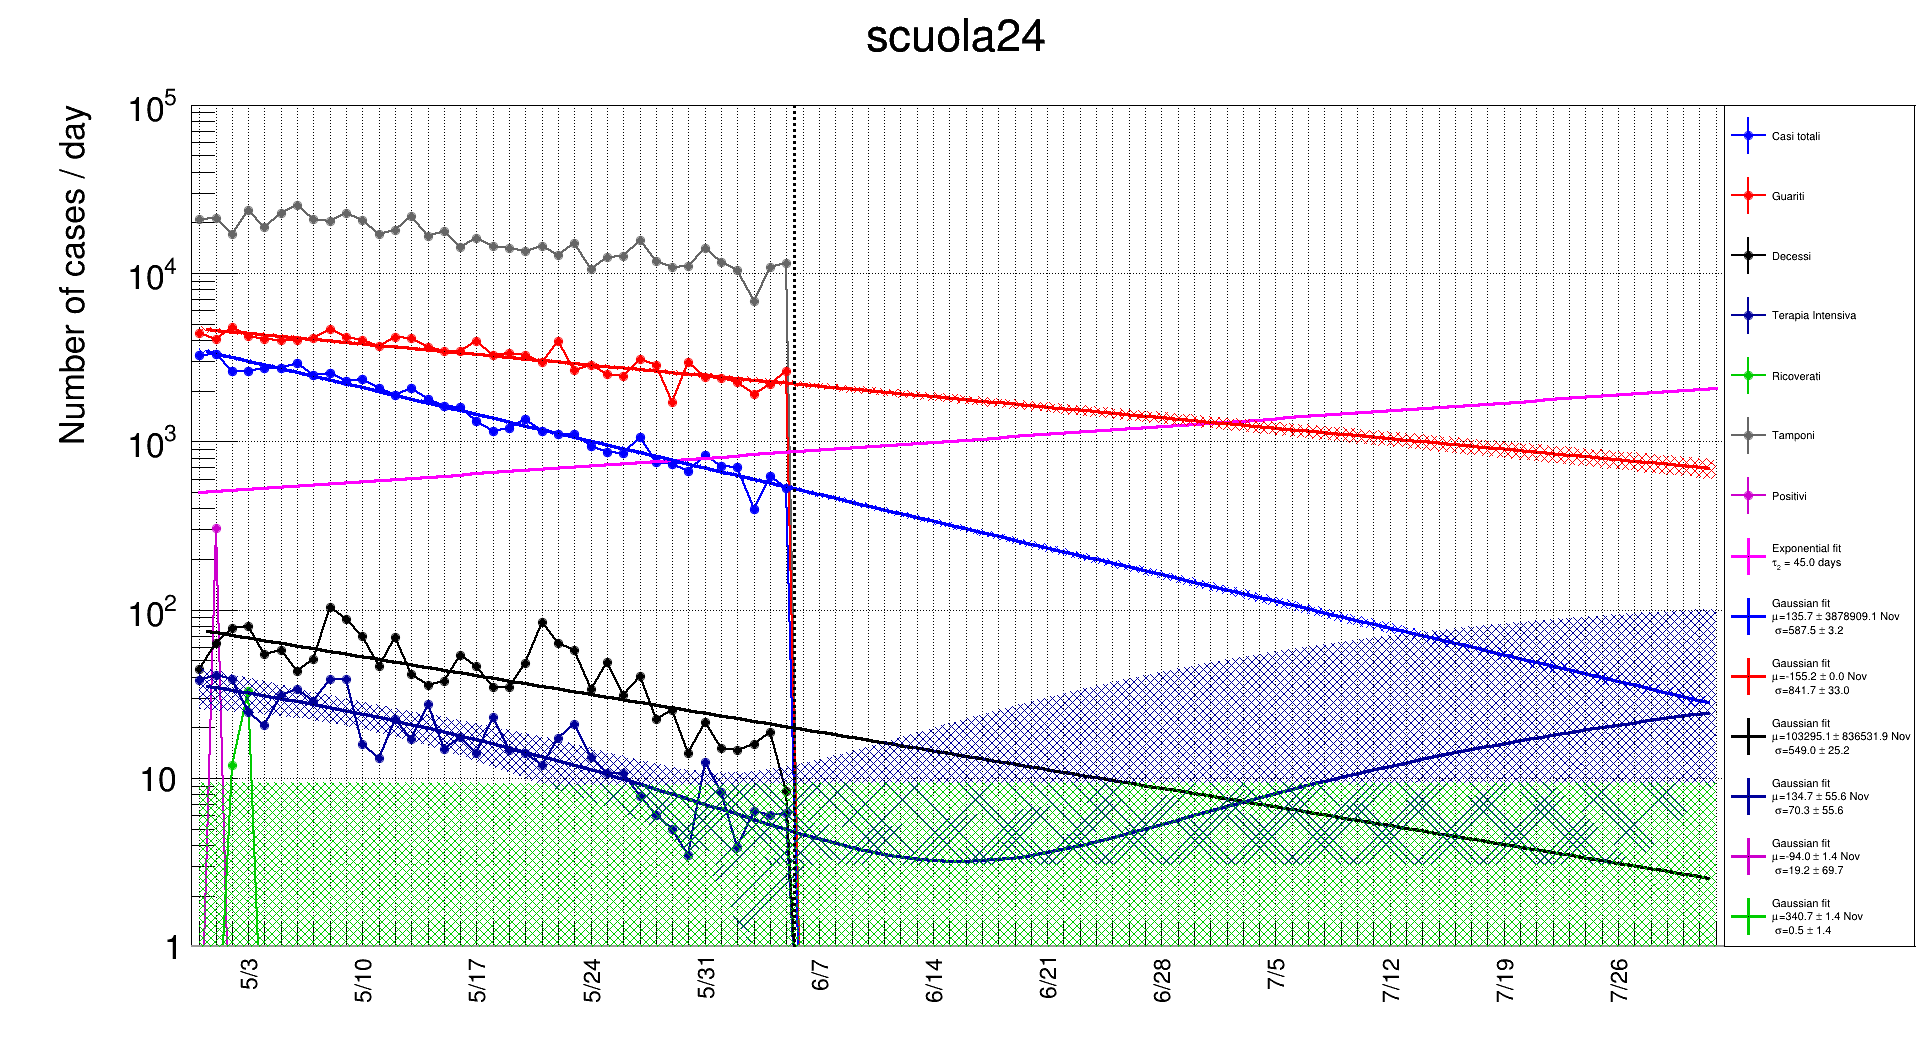 scuola24
Number of cases / day
10^5
10^4
10^3
10^2
10
1
5/3
5/10
5/17
5/24
5/31
6/7
6/14
6/21
6/28
7/5
7/12
7/19
7/26
Casi totali
Guariti
Decessi
Terapia Intensiva
Ricoverati
Tamponi
Positivi
Exponential fit
τ_2 = 45.0 days
Gaussian fit
μ=135.7 ± 3878909.1 Nov
σ=587.5 ± 3.2
Gaussian fit
μ=-155.2 ± 0.0 Nov
σ=841.7 ± 33.0
Gaussian fit
μ=103295.1 ± 836531.9 Nov
σ=549.0 ± 25.2
Gaussian fit
μ=134.7 ± 55.6 Nov
σ=70.3 ± 55.6
Gaussian fit
μ=-94.0 ± 1.4 Nov
σ=19.2 ± 69.7
Gaussian fit
μ=340.7 ± 1.4 Nov
σ=0.5 ± 1.4